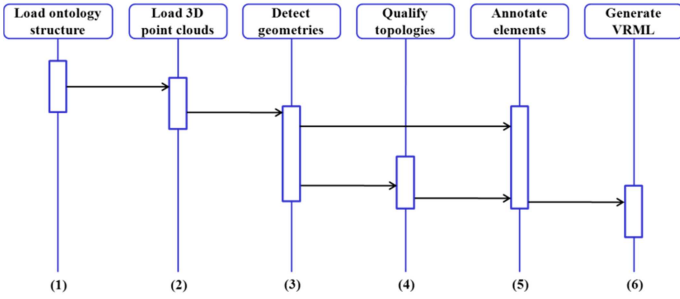 Load ontology
structure
Load 3D
point clouds
Detect
geometries
Qualify
topologies
Annotate
elements
Generate
VRML
(1)
(2)
(3)
(4)
(5)
(6)